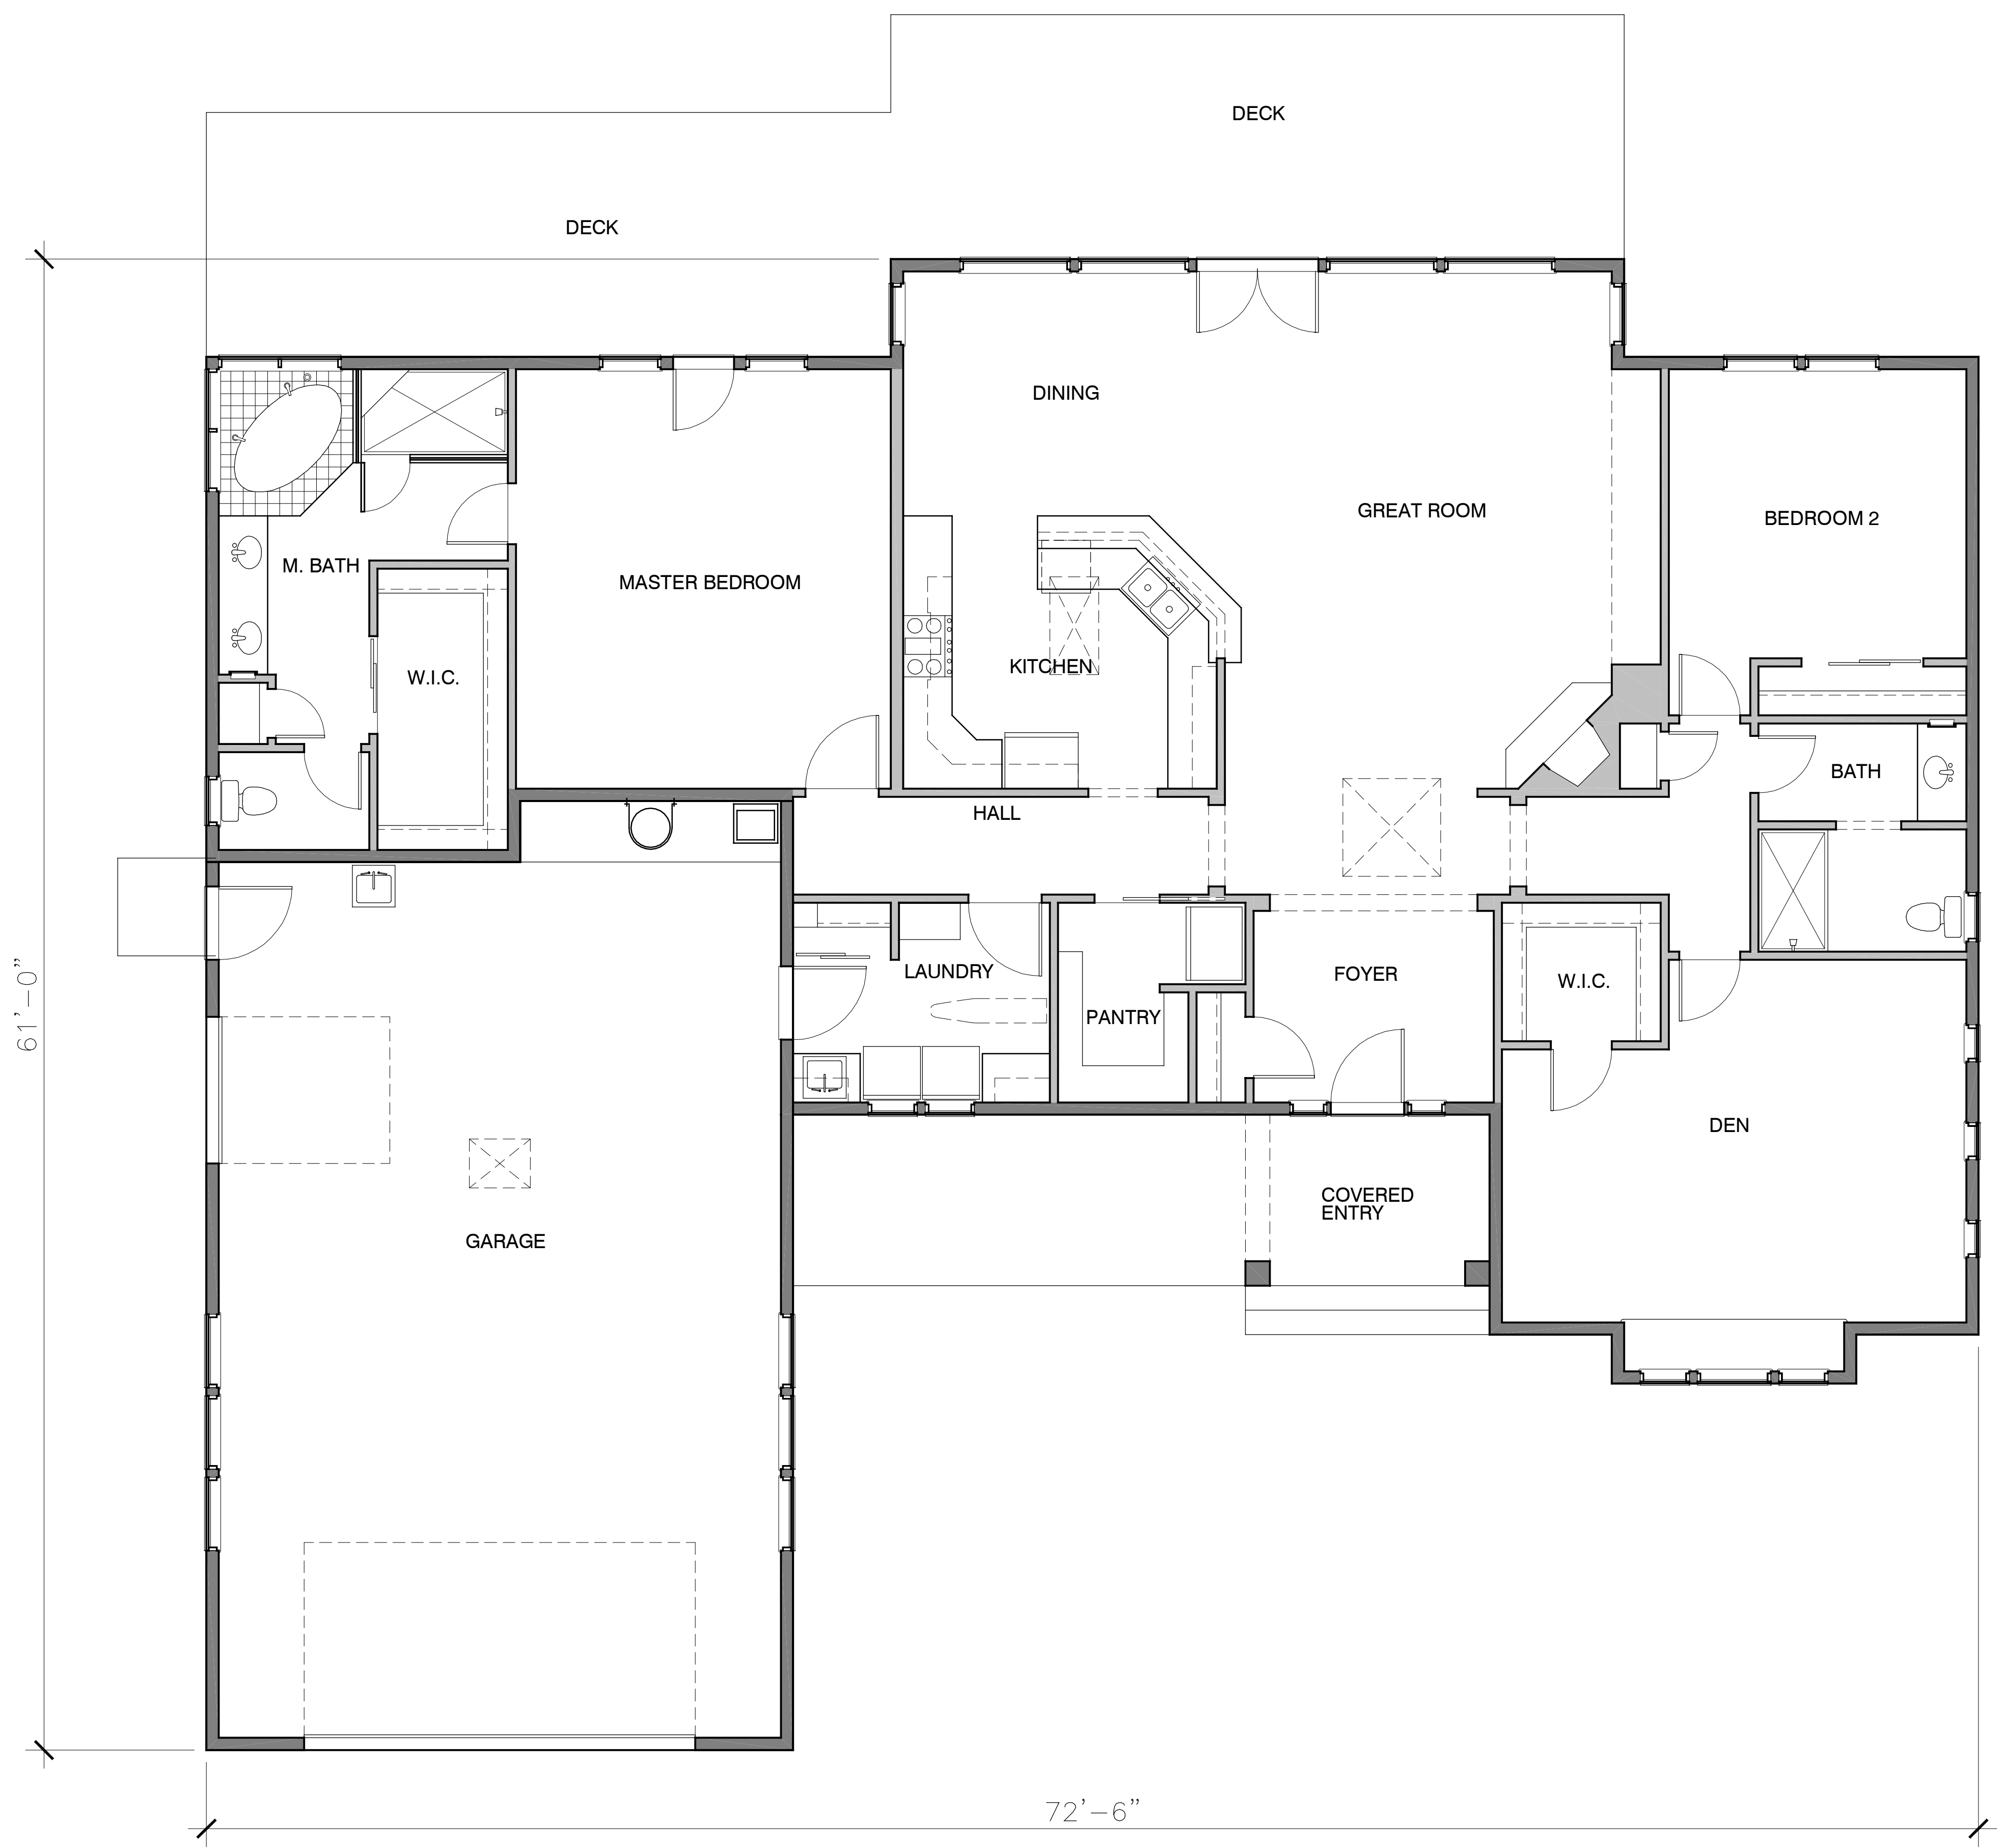 DECK
DECK
DINING
GREAT ROOM
BEDROOM 2
M. BATH
MASTER BEDROOM
KITCHEN
W.I.C.
BATH
HALL
LAUNDRY
FOYER
W.I.C.
PANTRY
61'-0"
DEN
COVERED
ENTRY
GARAGE
72'-6"